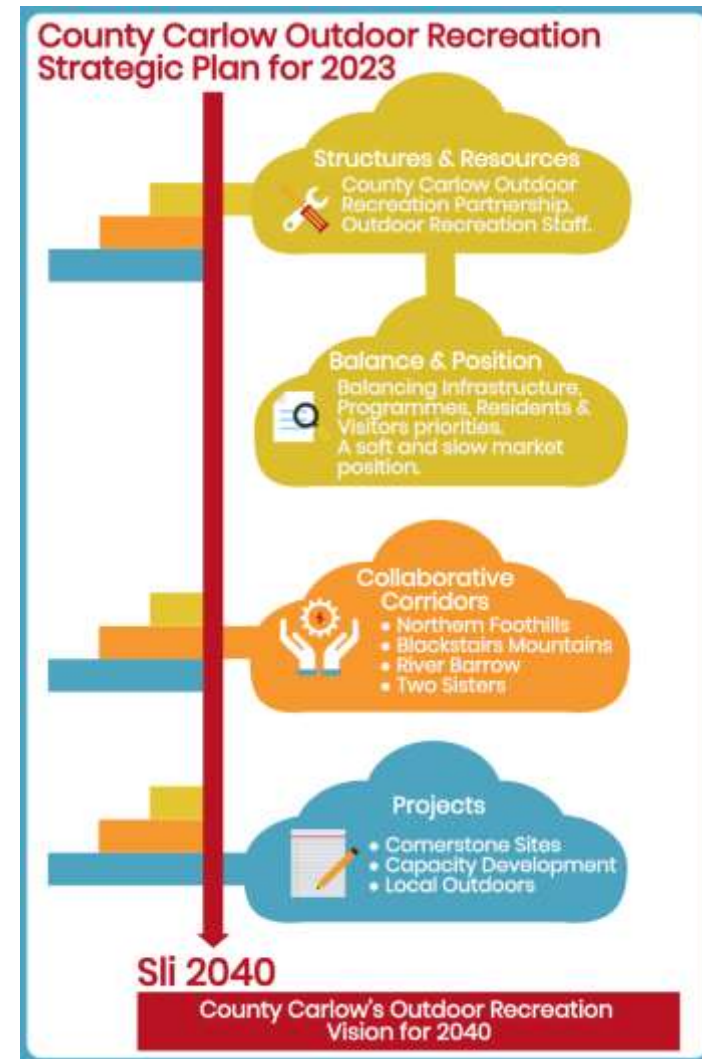 County Carlow Outdoor Recreation
Strategic Plan for 2023
Structures & Resources
County Carlow Outdoor
Recreation Partnership.
Outdoor Recreation Staff.
Balance & Position
Balancing Infrastructure,
Programmes, Residents &
Visitors priorities.
A soft and slow market
position.
Collaborative
Corridors
• Northern Foothills
• Blackstairs Mountains
• River Barrow
• Two Sisters
Projects
• Cornerstone Sites
• Capacity Development
• Local Outdoors
Sli 2040
County Carlow's Outdoor Recreation
Vision for 2040